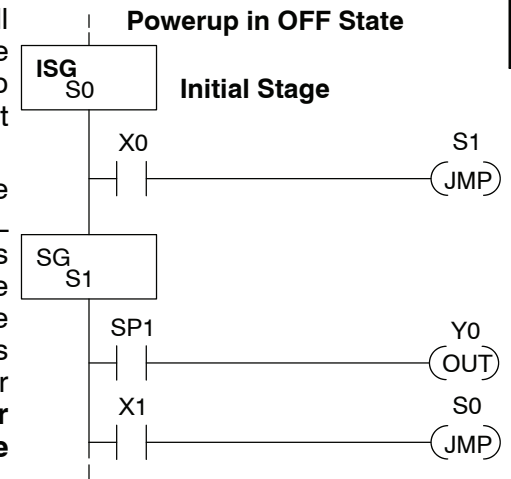 Powerup in OFF State
ISG
S0
Initial Stage
X0
S1
JMP
SG
S1
SP1
Y0
OUT
X1
S0
JMP